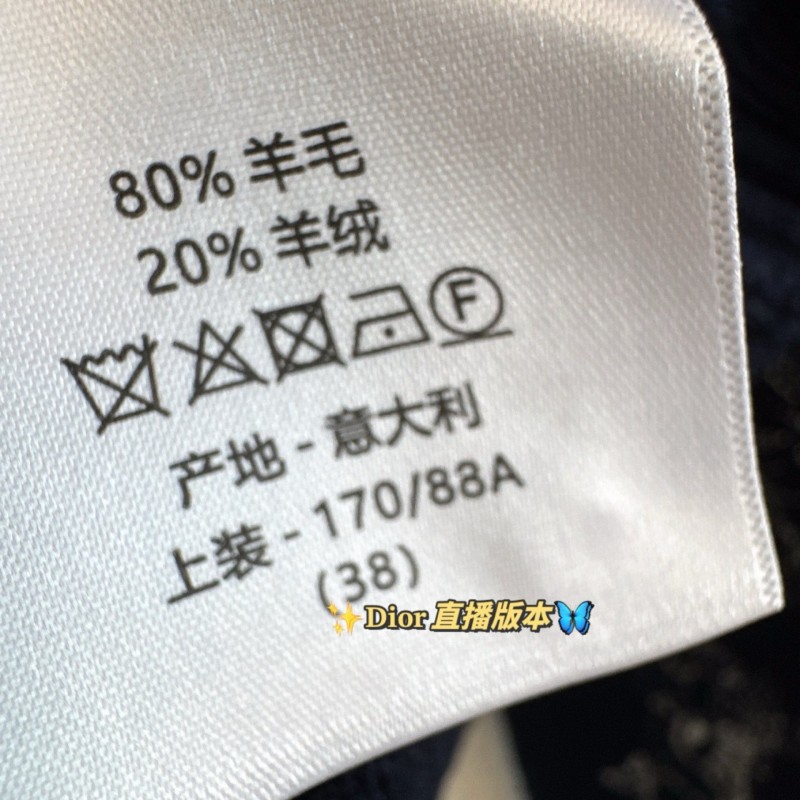 80% 羊毛
20% 羊绒
F
产地 - 意大利
上装 - 170/88A
(38)
✨Dior 直播版本🦋